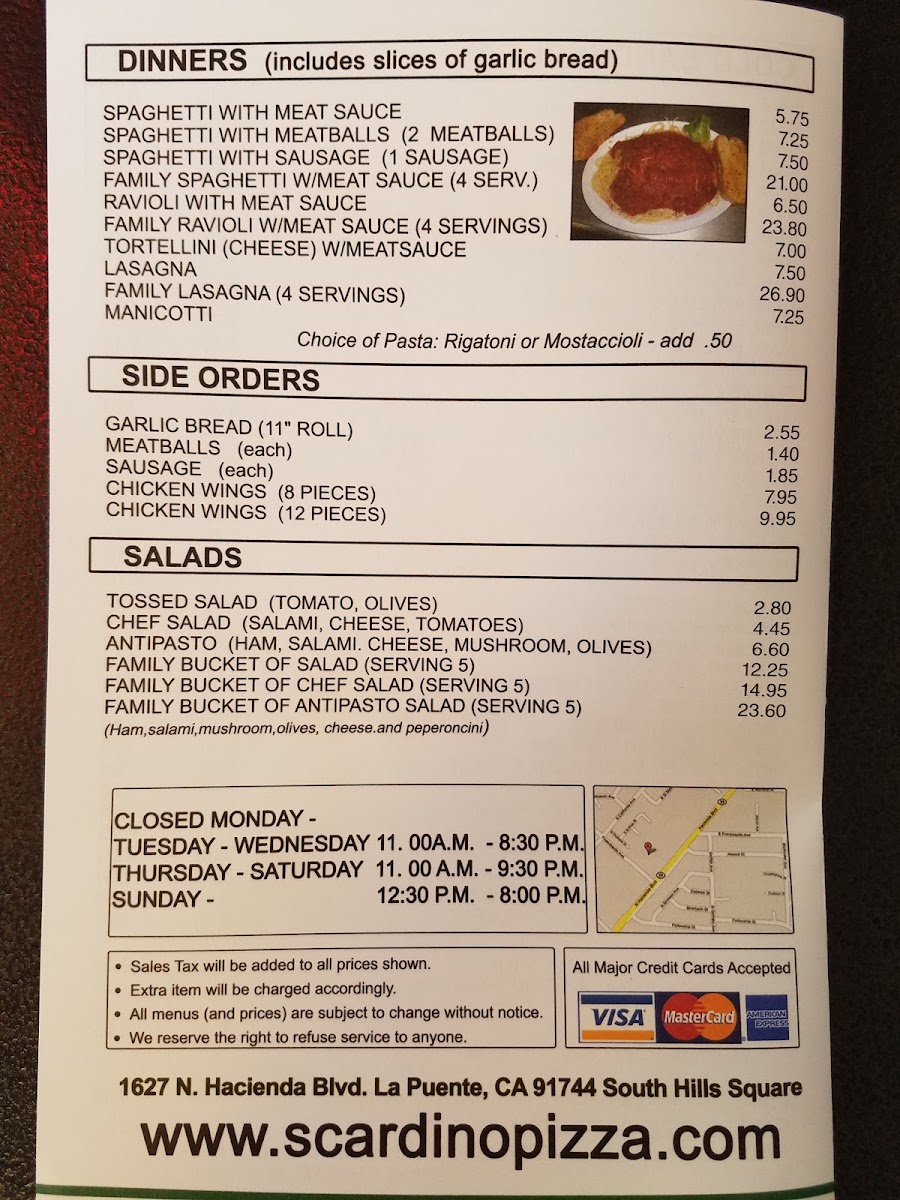 DINNERS (includes slices of garlic bread)
SPAGHETTI WITH MEAT SAUCE 5.75
SPAGHETTI WITH MEATBALLS (2 MEATBALLS) 7.25
SPAGHETTI WITH SAUSAGE (1 SAUSAGE) 7.50
FAMILY SPAGHETTI W/MEAT SAUCE (4 SERV.) 21.00
RAVIOLI WITH MEAT SAUCE 6.50
FAMILY RAVIOLI W/MEAT SAUCE (4 SERVINGS) 23.80
TORTELLINI (CHEESE) W/MEATSAUCE 7.00
LASAGNA 7.50
FAMILY LASAGNA (4 SERVINGS) 26.90
MANICOTTI 7.25
Choice of Pasta: Rigatoni or Mostaccioli - add .50
SIDE ORDERS
GARLIC BREAD (11" ROLL) 2.55
MEATBALLS (each) 1.40
SAUSAGE (each) 1.85
CHICKEN WINGS (8 PIECES) 7.95
CHICKEN WINGS (12 PIECES) 9.95
SALADS
TOSSED SALAD (TOMATO, OLIVES) 2.80
CHEF SALAD (SALAMI, CHEESE, TOMATOES) 4.45
ANTIPASTO (HAM, SALAMI. CHEESE, MUSHROOM, OLIVES) 6.60
FAMILY BUCKET OF SALAD (SERVING 5) 12.25
FAMILY BUCKET OF CHEF SALAD (SERVING 5) 14.95
FAMILY BUCKET OF ANTIPASTO SALAD (SERVING 5) 23.60
(Ham,salami,mushroom,olives, cheese.and peperoncini)
CLOSED MONDAY -
TUESDAY - WEDNESDAY 11. 00A.M. - 8:30 P.M.
THURSDAY - SATURDAY 11. 00 A.M. - 9:30 P.M.
SUNDAY - 12:30 P.M. - 8:00 P.M.
• Sales Tax will be added to all prices shown.
• Extra item will be charged accordingly.
• All menus (and prices) are subject to change without notice.
• We reserve the right to refuse service to anyone.
All Major Credit Cards Accepted
VISA MasterCard AMERICAN EXPRESS
1627 N. Hacienda Blvd. La Puente, CA 91744 South Hills Square
www.scardinopizza.com